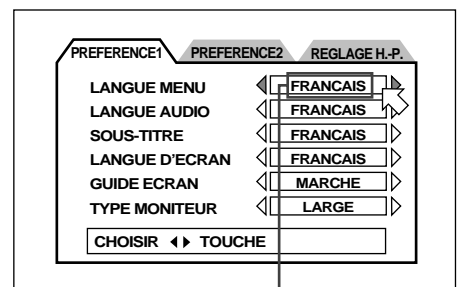 PREFERENCE1 PREFERENCE2 REGLAGE H.-P.
LANGUE MENU FRANCAIS
LANGUE AUDIO FRANCAIS
SOUS-TITRE FRANCAIS
LANGUE D'ECRAN FRANCAIS
GUIDE ECRAN MARCHE
TYPE MONITEUR LARGE
CHOISIR TOUCHE